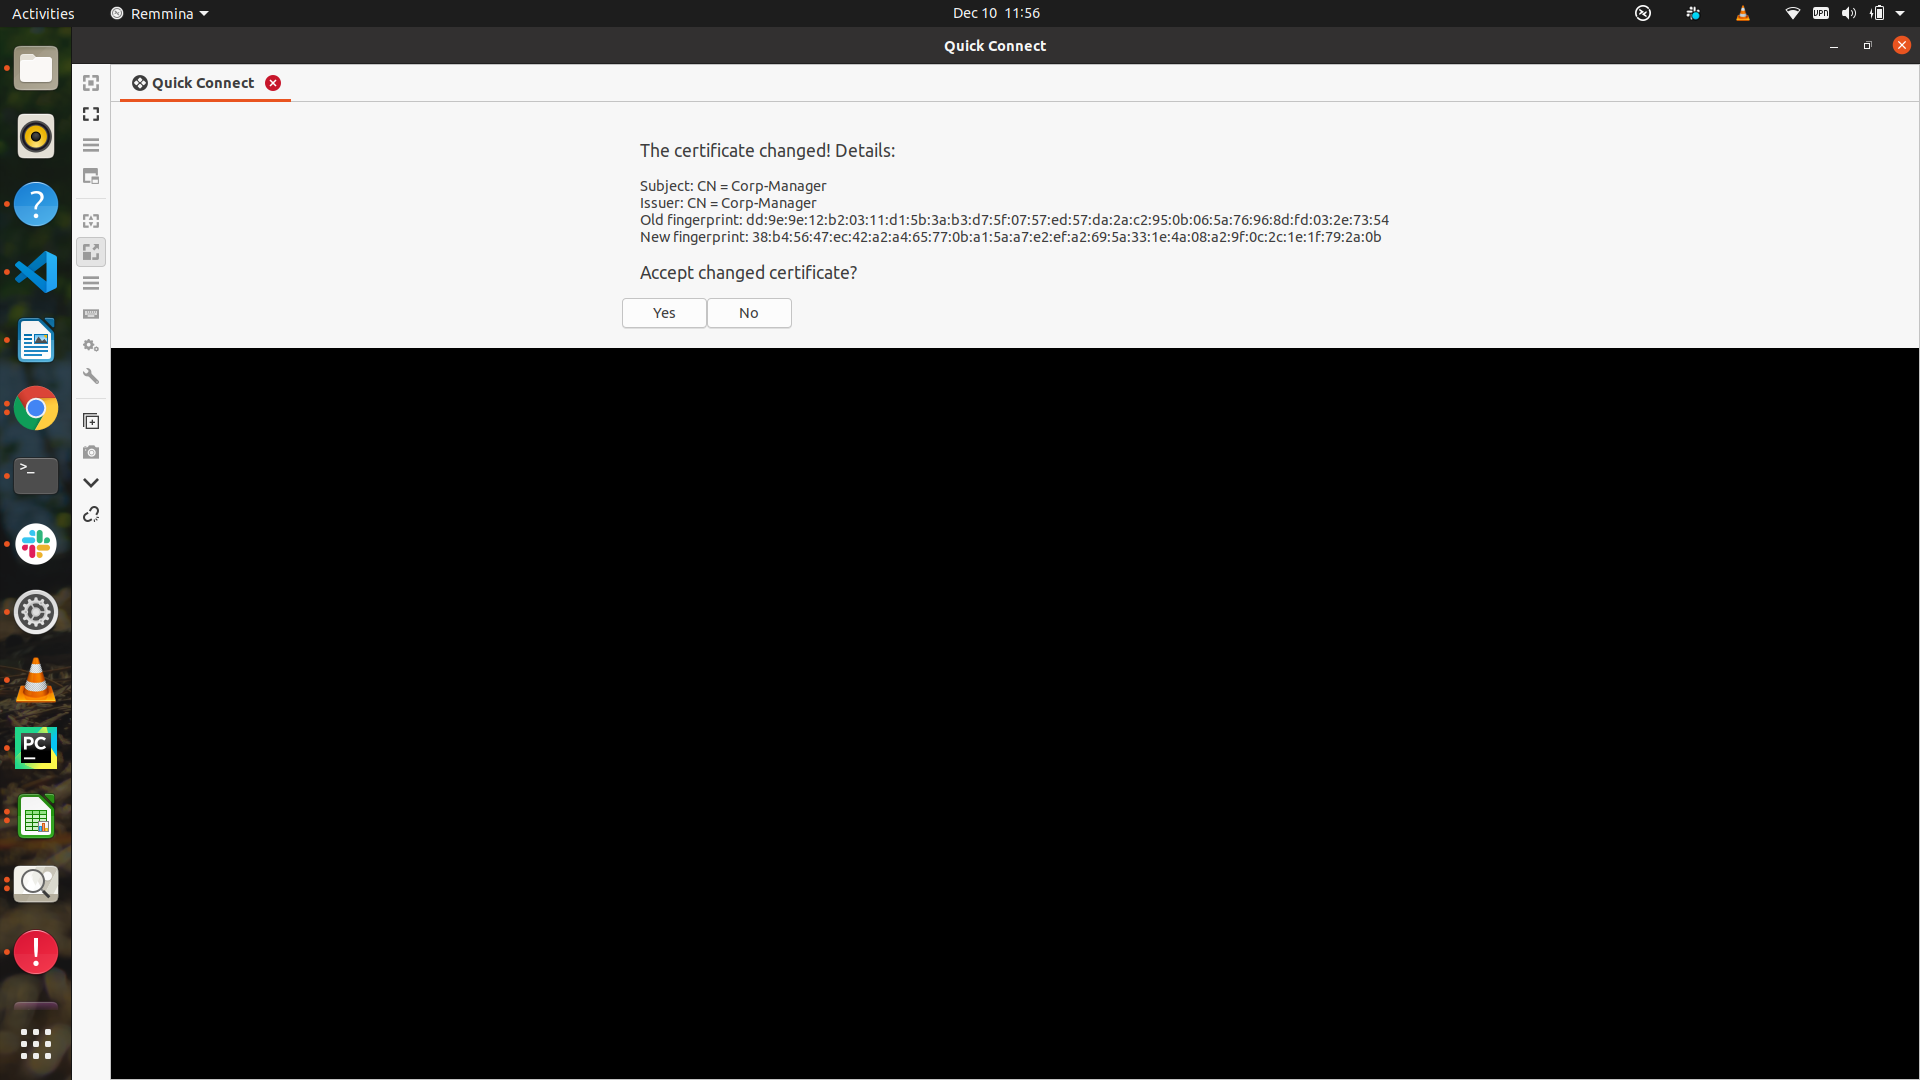 Activities
Remmina
Dec 10 11:56
VPN
Quick Connect
Quick Connect
The certificate changed! Details:
Subject: CN = Corp-Manager
Issuer: CN = Corp-Manager
Old fingerprint: dd:9e:9e:12:b2:03:11:d1:5b:3a:b3:d7:5f:07:57:ed:57:da:2a:c2:95:0b:06:5a:76:96:8d:fd:03:2e:73:54
New fingerprint: 38:b4:56:47:ec:42:a2:a4:65:77:0b:a1:5a:a7:e2:ef:a2:69:5a:33:1e:4a:08:a2:9f:0c:2c:1e:1f:79:2a:0b
Accept changed certificate?
Yes
No
?
>_
PC
!